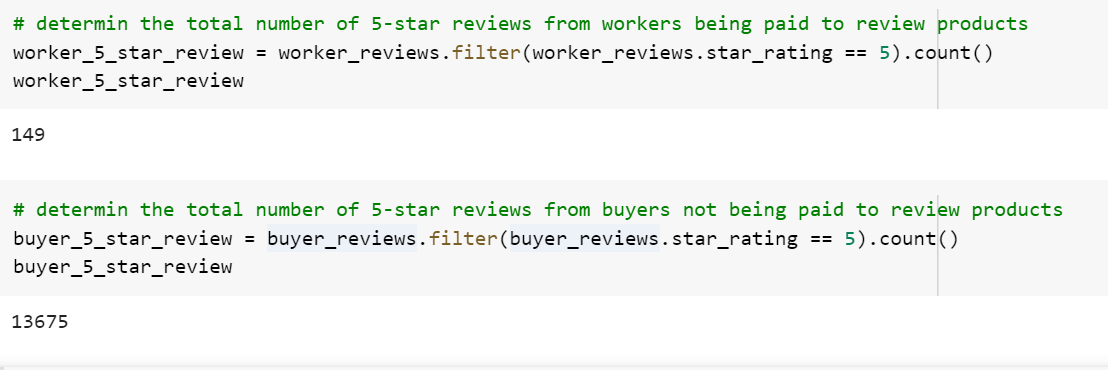 # determin the total number of 5-star reviews from workers being paid to review products
worker_5_star_review = worker_reviews.filter(worker_reviews.star_rating == 5).count()
worker_5_star_review
149
# determin the total number of 5-star reviews from buyers not being paid to review products
buyer_5_star_review = buyer_reviews.filter(buyer_reviews.star_rating == 5).count()
buyer_5_star_review
13675